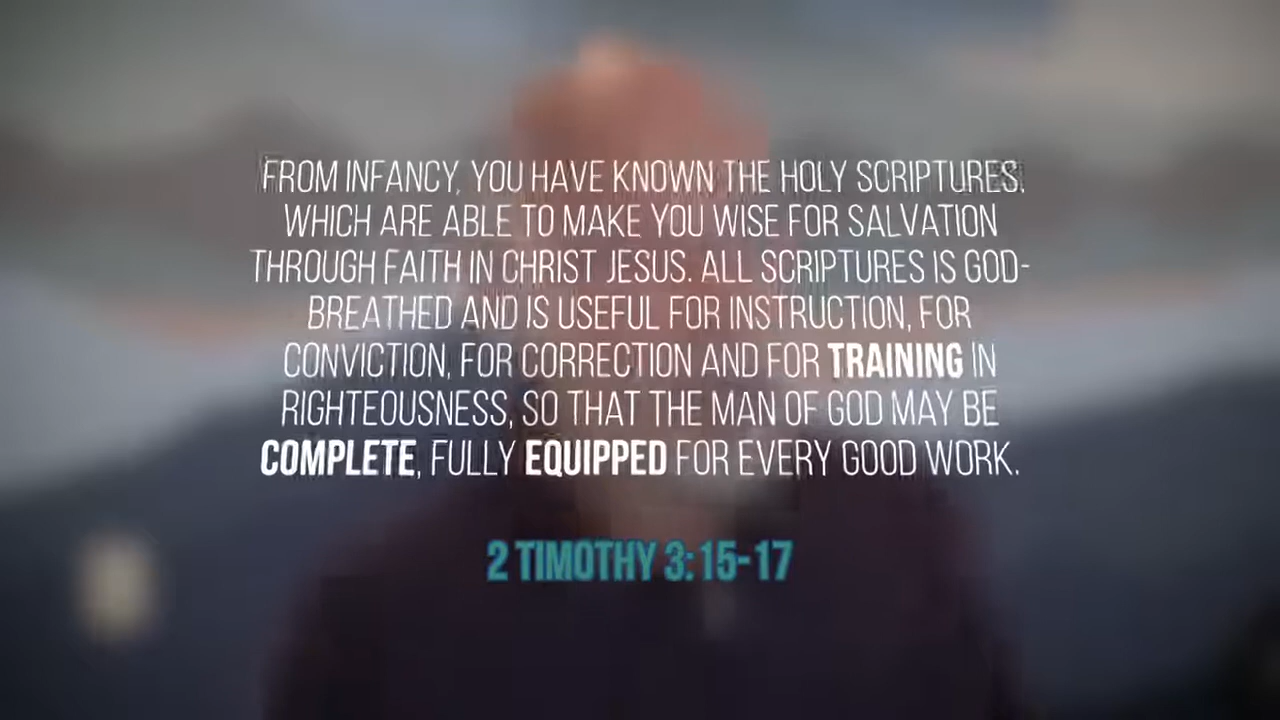 FROM INFANCY, YOU HAVE KNOWN THE HOLY SCRIPTURES.
WHICH ARE ABLE TO MAKE YOU WISE FOR SALVATION
THROUGH FAITH IN CHRIST JESUS. ALL SCRIPTURES IS GOD-
BREATHED AND IS USEFUL FOR INSTRUCTION, FOR
CONVICTION, FOR CORRECTION AND FOR TRAINING IN
RIGHTEOUSNESS, SO THAT THE MAN OF GOD MAY BE
COMPLETE, FULLY EQUIPPED FOR EVERY GOOD WORK.
2 TIMOTHY 3:15-17